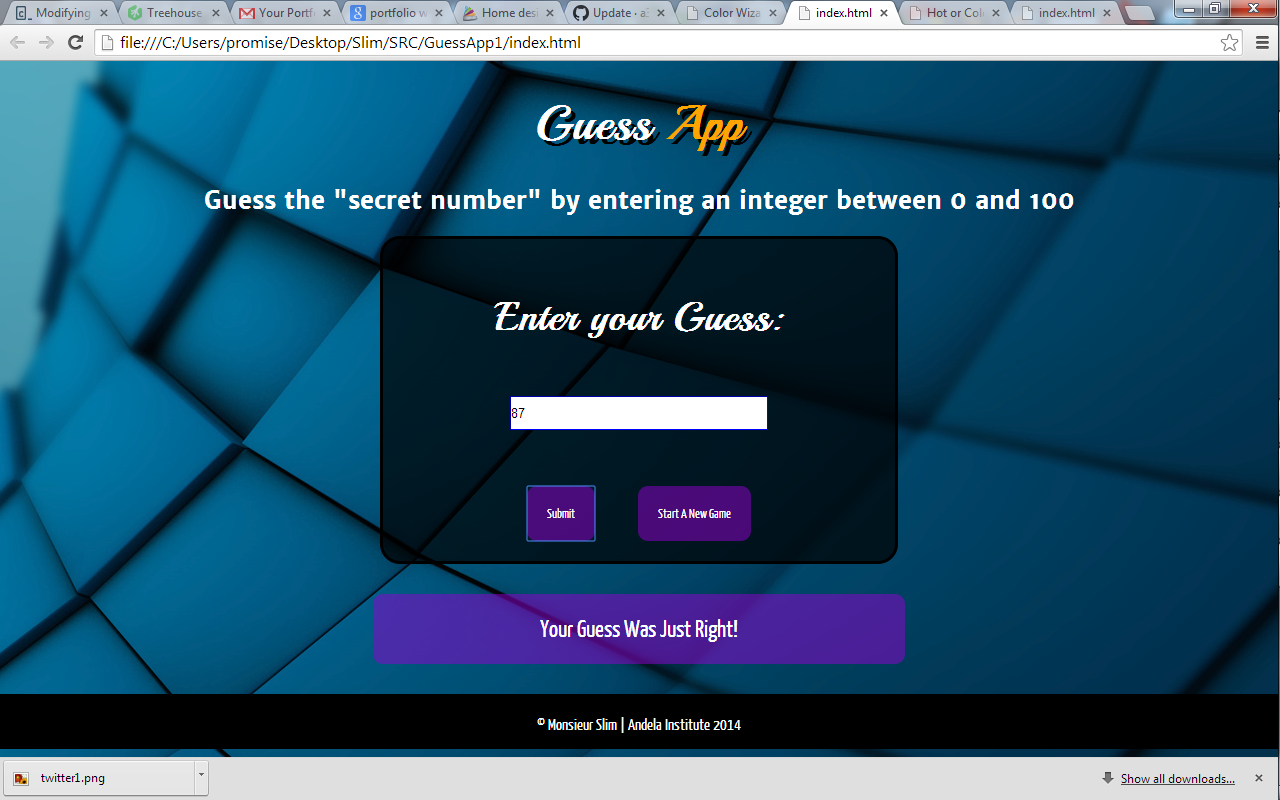 Modifying
Treehouse
Your Portf
portfolio w
Home desi
Update · a
Color Wiza
index.html
Hot or Col
index.html
file:///C:/Users/promise/Desktop/Slim/SRC/GuessApp1/index.html
Guess App
Guess the "secret number" by entering an integer between 0 and 100
Enter your Guess:
87
Submit
Start A New Game
Your Guess Was Just Right!
© Monsieur Slim | Andela Institute 2014
twitter1.png
Show all downloads...